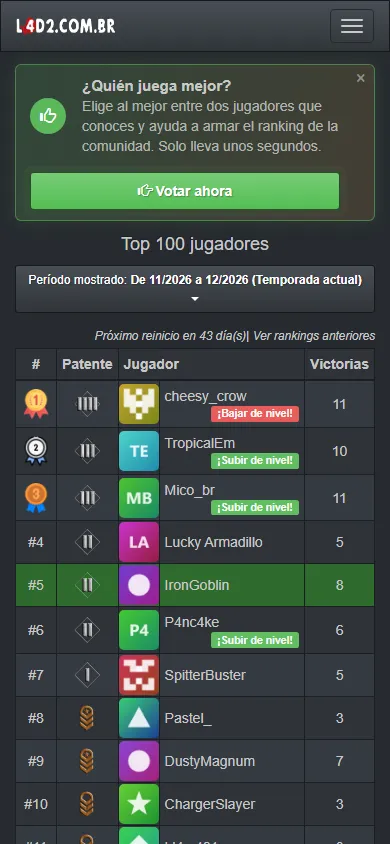 L4D2.COM.BR
¿Quién juega mejor?
×
Elige al mejor entre dos jugadores que
conoces y ayuda a armar el ranking de la
comunidad. Solo lleva unos segundos.
Votar ahora
Top 100 jugadores
Período mostrado: De 11/2026 a 12/2026 (Temporada actual)
Próximo reinicio en 43 día(s)| Ver rankings anteriores
# Patente Jugador Victorias
1 cheesy_crow 11
¡Bajar de nivel!
2 TE TropicalEm 10
¡Subir de nivel!
3 MB Mico_br 11
¡Subir de nivel!
#4 LA Lucky Armadillo 5
#5 IronGoblin 8
#6 P4 P4nc4ke 6
¡Subir de nivel!
#7 SpitterBuster 5
#8 Pastel_ 3
#9 DustyMagnum 7
#10 ChargerSlayer 3